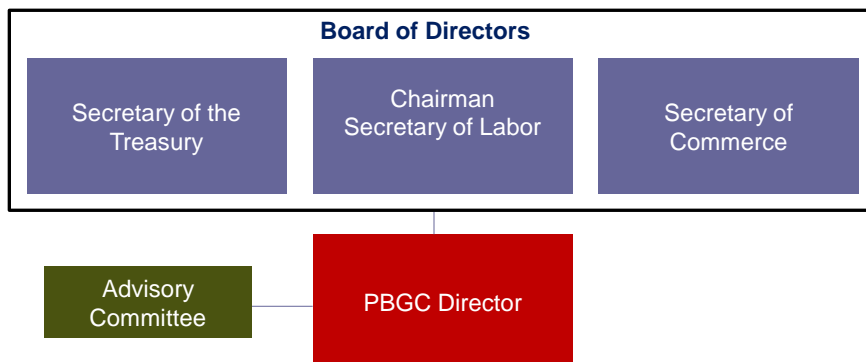 Board of Directors
Secretary of the
Treasury
Chairman
Secretary of Labor
Secretary of
Commerce
Advisory
Committee
PBGC Director